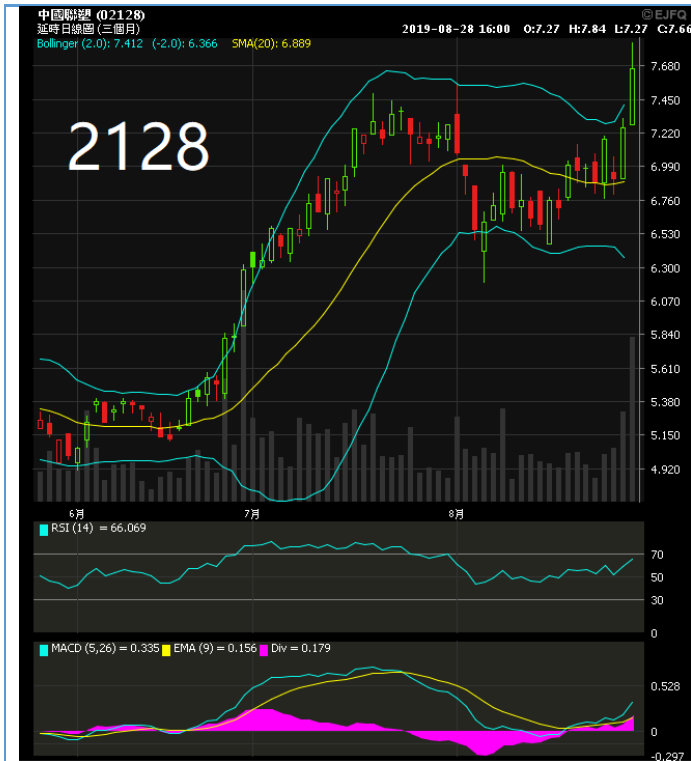 中國聯塑 (02128)
©EJFQ
延時日線圖 (三個月)
2019-08-28 16:00 O:7.27 H:7.84 L:7.27 C:7.66
Bollinger (2.0): 7.412 (-2.0): 6.366 SMA(20): 6.889
7.680
7.450
2128
7.220
6.990
6.760
6.530
6.300
6.070
5.840
5.610
5.380
5.150
4.920
6月 7月 8月
RSI (14) = 66.069
70
50
30
0
MACD (5,26) = 0.335 EMA (9) = 0.156 Div = 0.179
0.528
0
-0.297